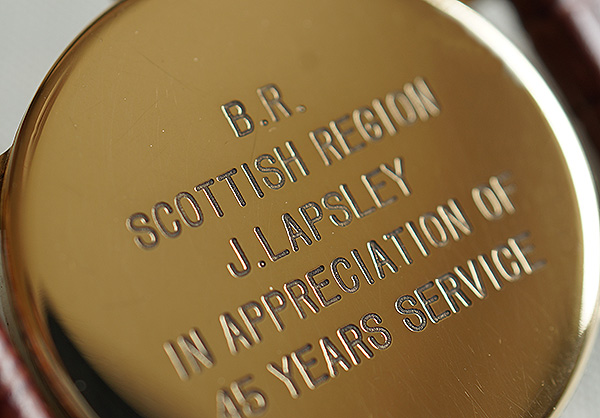 B.R.
SCOTTISH REGION
J.LAPSLEY
IN APPRECIATION OF
45 YEARS SERVICE